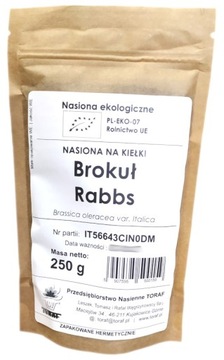 Nasiona ekologiczne
PL-EKO-07
Rolnictwo UE
NASIONA NA KIEŁKI
Brokuł
Rabbs
Brassica oleracea var. Italica
Nr partii: IT56643CIN0DM
Data ważności
Masa netto:
250 g
Przedsiębiorstwo Nasienne TORAF
TORAF
ZAPAKOWANE HERMETYCZNIE